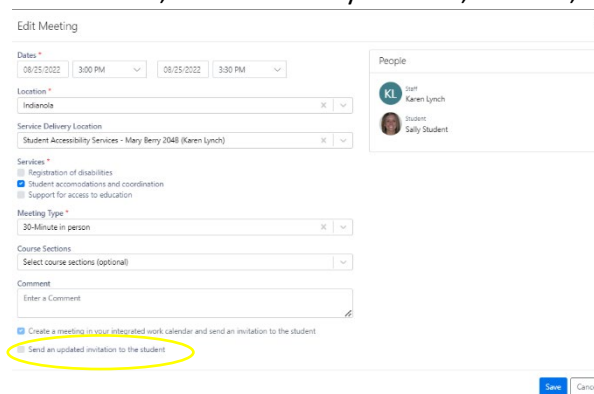 Edit Meeting
Dates *
08/25/2022 3:00 PM 08/25/2022 3:30 PM
Location *
Indianola
Service Delivery Location
Student Accessibility Services - Mary Berry 2048 (Karen Lynch)
Services *
Registration of disabilities
Student accomodations and coordination
Support for access to education
Meeting Type *
30-Minute in person
Course Sections
Select course sections (optional)
Comment
Enter a Comment
Create a meeting in your integrated work calendar and send an invitation to the student
Send an updated invitation to the student
People
KL
Staff
Karen Lynch
Student
Sally Student
Save Canc